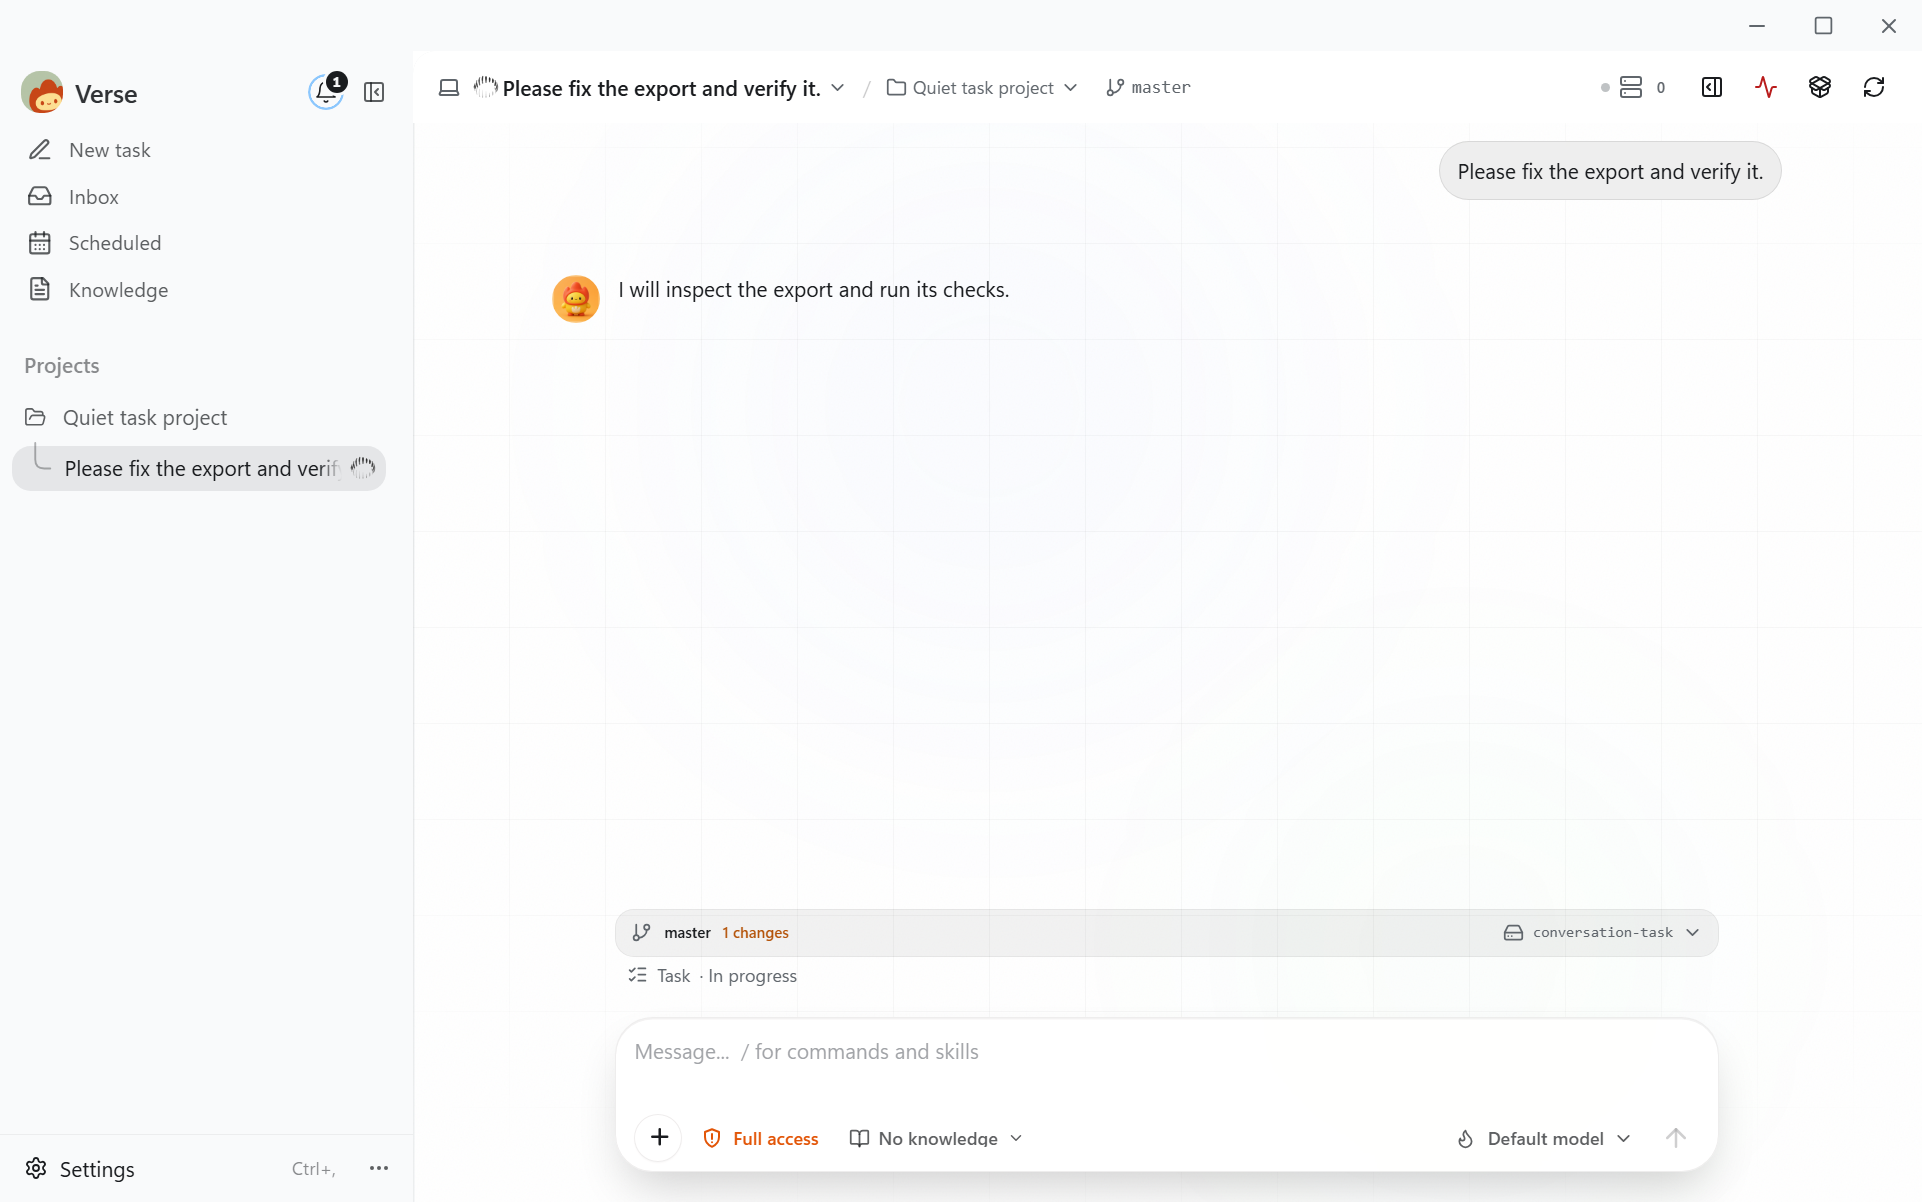 Verse
1
New task
Inbox
Scheduled
Knowledge
Projects
Quiet task project
Please fix the export and verif
Settings
Ctrl+,
Please fix the export and verify it.
/
Quiet task project
master
0
Please fix the export and verify it.
I will inspect the export and run its checks.
master 1 changes
conversation-task
Task · In progress
Message... / for commands and skills
Full access
No knowledge
Default model